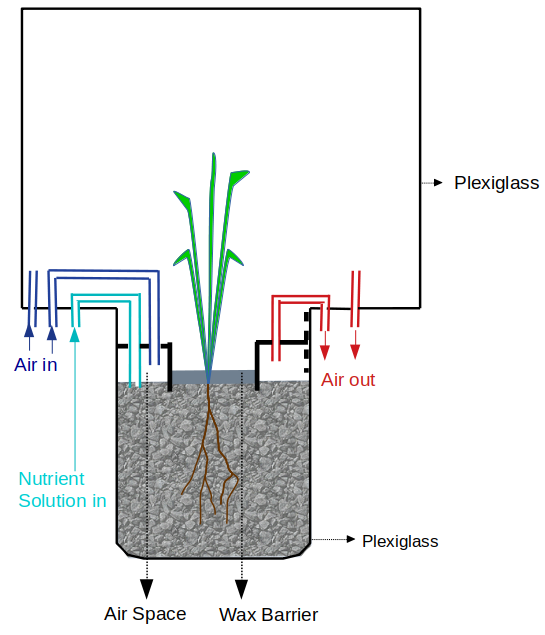 Plexiglass
Air in
Air out
Nutrient
Solution in
Plexiglass
Air Space
Wax Barrier